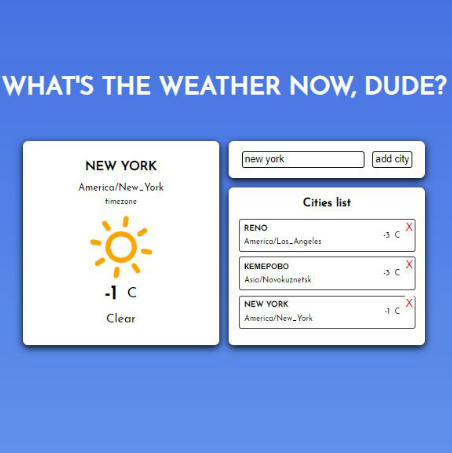 WHAT'S THE WEATHER NOW, DUDE?
NEW YORK
America/New_York
timezone
-1 C
Clear
new york
add city
Cities list
RENO
X
America/Los_Angeles
-3 C
КЕМЕРОВО
X
Asia/Novokuznetsk
-3 C
NEW YORK
X
America/New_York
-1 C